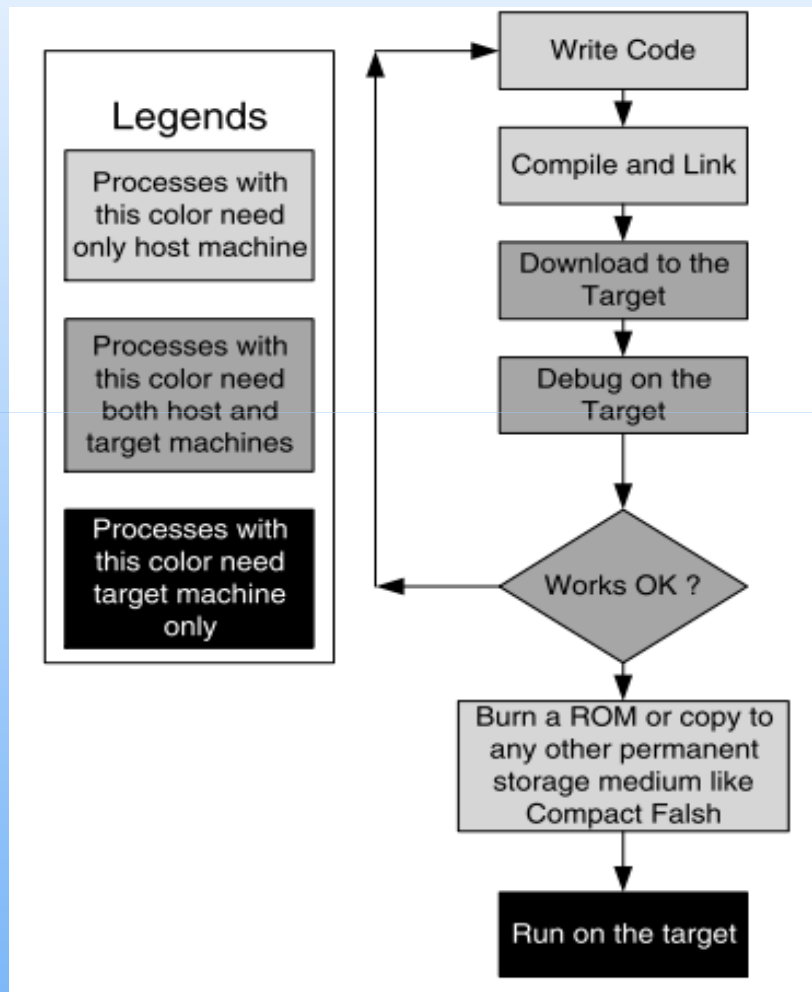 Legends
Processes with
this color need
only host machine
Processes with
this color need
both host and
target machines
Processes with
this color need
target machine
only
Write Code
Compile and Link
Download to the
Target
Debug on the
Target
Works OK ?
Burn a ROM or copy to
any other permanent
storage medium like
Compact Falsh
Run on the target